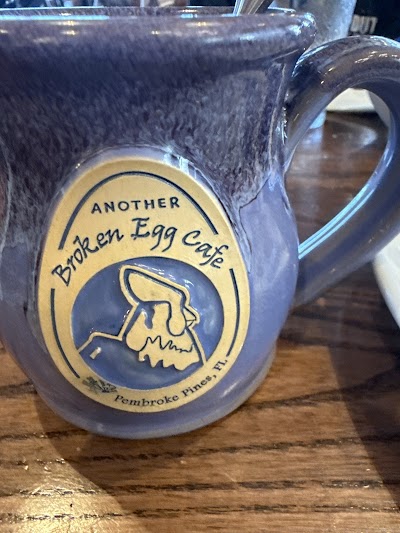 ANOTHER
Broken Egg Cafe
Pembroke Pines, Fl.